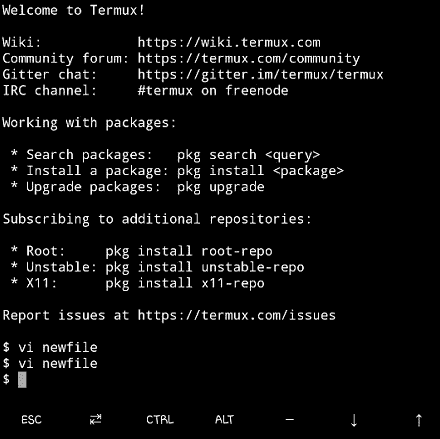 Welcome to Termux!
Wiki: https://wiki.termux.com
Community forum: https://termux.com/community
Gitter chat: https://gitter.im/termux/termux
IRC channel: #termux on freenode
Working with packages:
* Search packages: pkg search <query>
* Install a package: pkg install <package>
* Upgrade packages: pkg upgrade
Subscribing to additional repositories:
* Root: pkg install root-repo
* Unstable: pkg install unstable-repo
* X11: pkg install x11-repo
Report issues at https://termux.com/issues
$ vi newfile
$ vi newfile
$
ESC ⇄ CTRL ALT — ↓ ↑